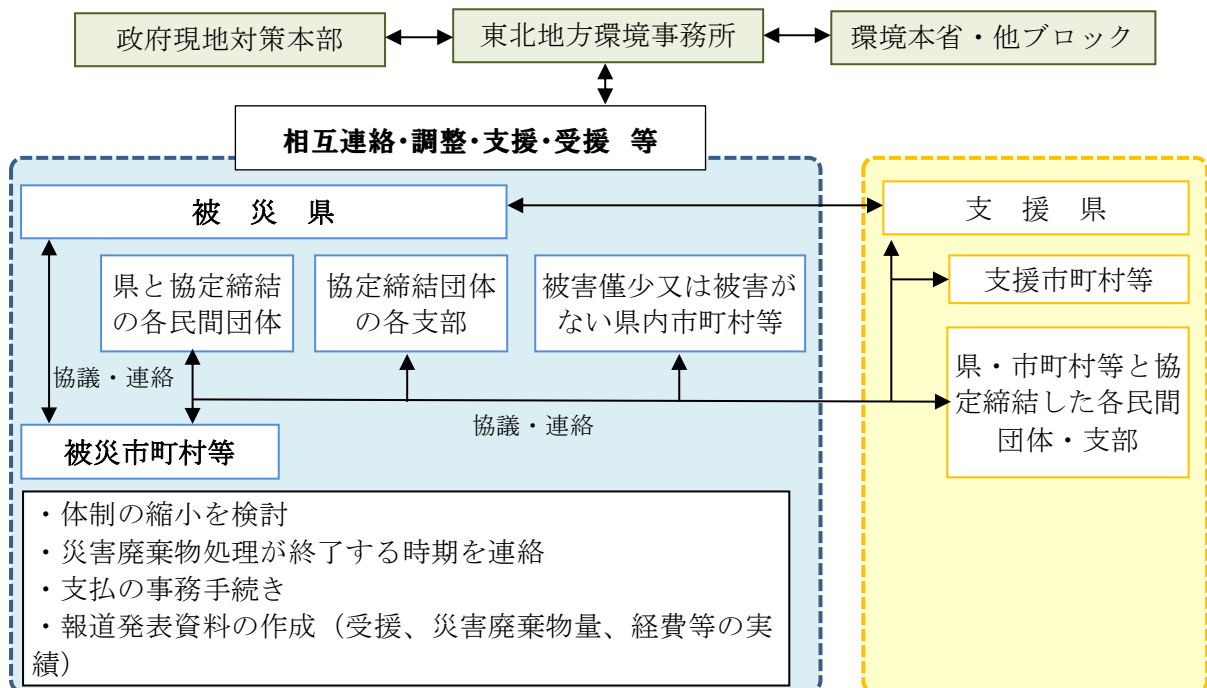 政府現地対策本部
東北地方環境事務所
環境本省・他ブロック
相互連絡・調整・支援・受援 等
被 災 県
支 援 県
県と協定締結
の各民間団体
協定締結団体
の各支部
被害僅少又は被害が
ない県内市町村等
支援市町村等
県・市町村等と協
定締結した各民間
団体・支部
協議・連絡
協議・連絡
被災市町村等
・体制の縮小を検討
・災害廃棄物処理が終了する時期を連絡
・支払の事務手続き
・報道発表資料の作成（受援、災害廃棄物量、経費等の実
績）